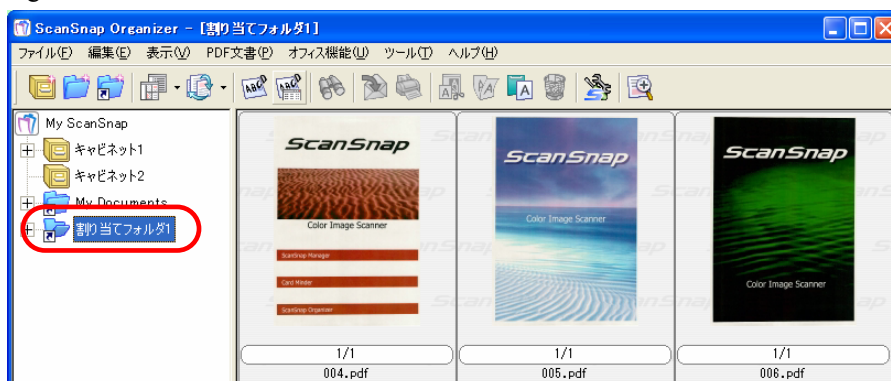 ScanSnap Organizer - [割り当てフォルダ1]
ファイル(F) 編集(E) 表示(V) PDF文書(P) オフィス機能(U) ツール(T) ヘルプ(H)
My ScanSnap
キャビネット1
キャビネット2
My Documents
割り当てフォルダ1
ScanSnap
Color Image Scanner
ScanSnap Manager
Card Minder
ScanSnap Organizer
1/1
004.pdf
ScanSnap
Color Image Scanner
1/1
005.pdf
ScanSnap
Color Image Scanner
1/1
006.pdf